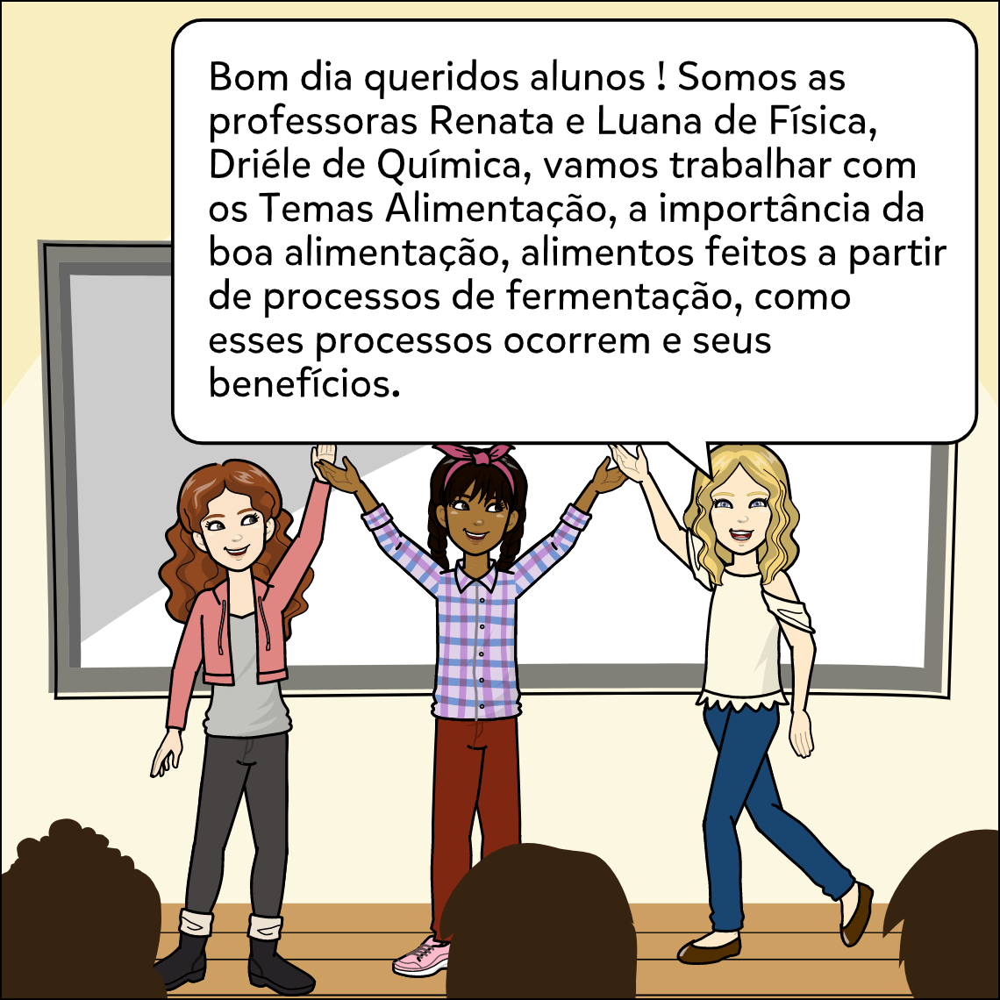 Bom dia queridos alunos ! Somos as
professoras Renata e Luana de Física,
Driéle de Química, vamos trabalhar com
os Temas Alimentação, a importância da
boa alimentação, alimentos feitos a partir
de processos de fermentação, como
esses processos ocorrem e seus
benefícios.